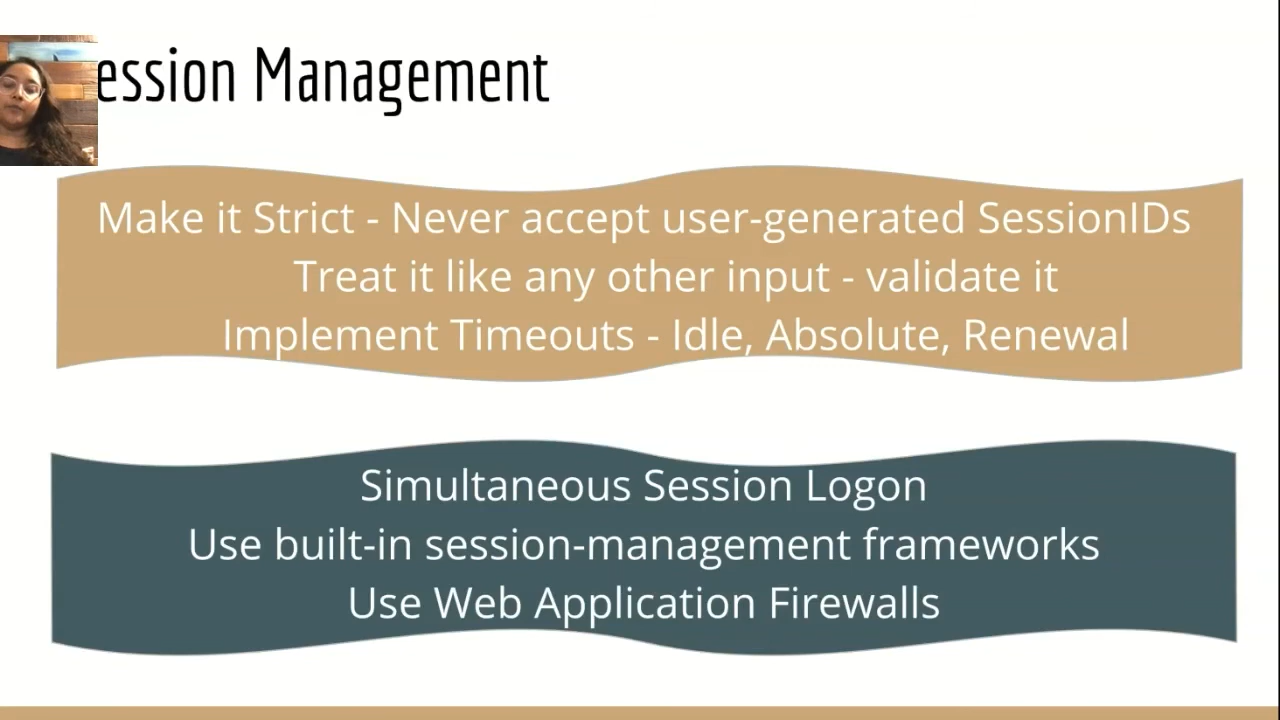 ession Management
Make it Strict - Never accept user-generated SessionIDs
Treat it like any other input - validate it
Implement Timeouts - Idle, Absolute, Renewal
Simultaneous Session Logon
Use built-in session-management frameworks
Use Web Application Firewalls